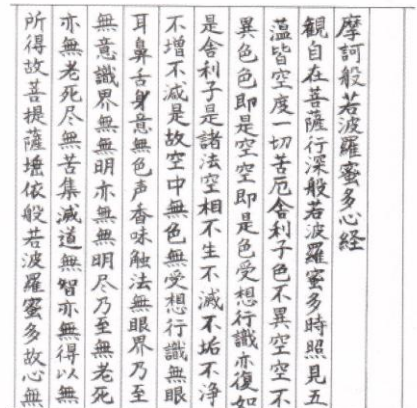 摩訶般若波羅蜜多心経
観自在菩薩行深般若波羅蜜多時照見五
薀皆空度一切苦厄舎利子色不異空空不
異色色即是空空即是色受想行識亦復如
是舎利子是諸法空相不生不滅不垢不浄
不増不減是故空中無色無受想行識無眼
耳鼻舌身意無色声香味触法無眼界乃至
無意識界無無明亦無無明尽乃至無老死
亦無老死尽無苦集滅道無智亦無得以無
所得故菩提薩埵依般若波羅蜜多故心無